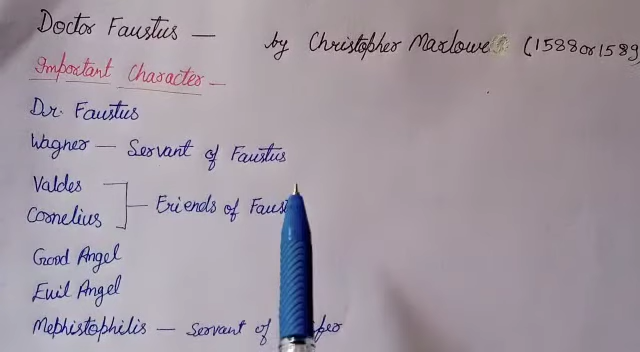 Doctor Faustus — by Christopher Marlowe (1588 or 1589
Important Character —
Dr. Faustus
Wagner — Servant of Faustus
Valdes
Cornelius
Friends of
Good Angel
Evil Angel
Mephistophilis — Servant of